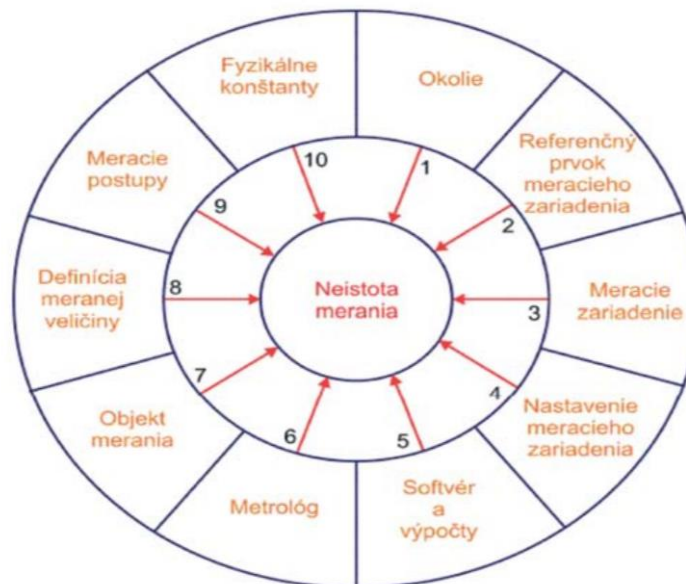 Fyzikálne
konštanty
Okolie
Referenčný
prvok
meracieho
zariadenia
Meracie
postupy
10
1
9
2
Definícia
meranej
veličiny
8
Neistota
merania
3
Meracie
zariadenie
7
4
Objekt
merania
6
5
Nastavenie
meracieho
zariadenia
Metrológ
Softvér
a
výpočty